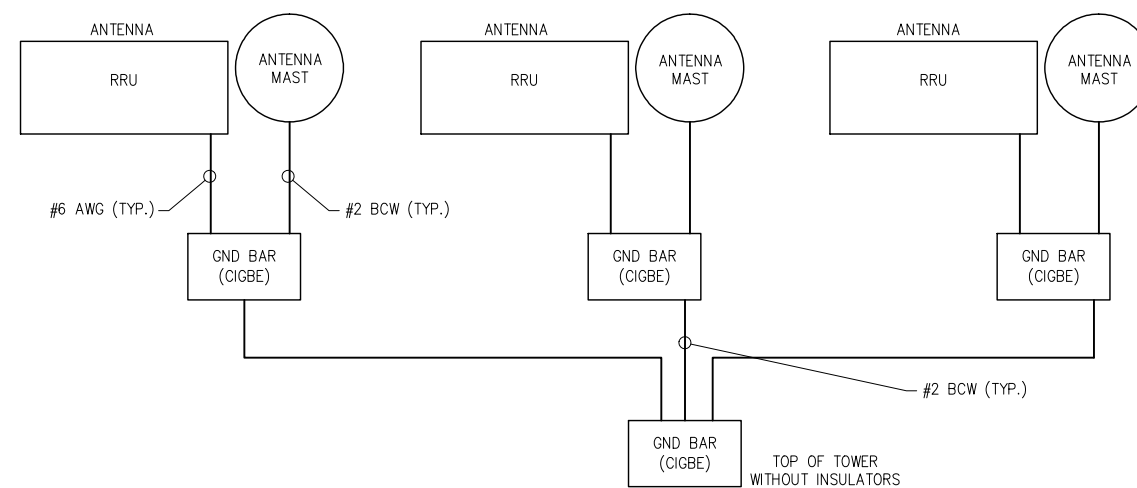 ANTENNA
RRU
ANTENNA
MAST
ANTENNA
RRU
ANTENNA
MAST
ANTENNA
RRU
ANTENNA
MAST
#6 AWG (TYP.)
#2 BCW (TYP.)
GND BAR
(CIGBE)
GND BAR
(CIGBE)
GND BAR
(CIGBE)
#2 BCW (TYP.)
GND BAR
(CIGBE)
TOP OF TOWER
WITHOUT INSULATORS